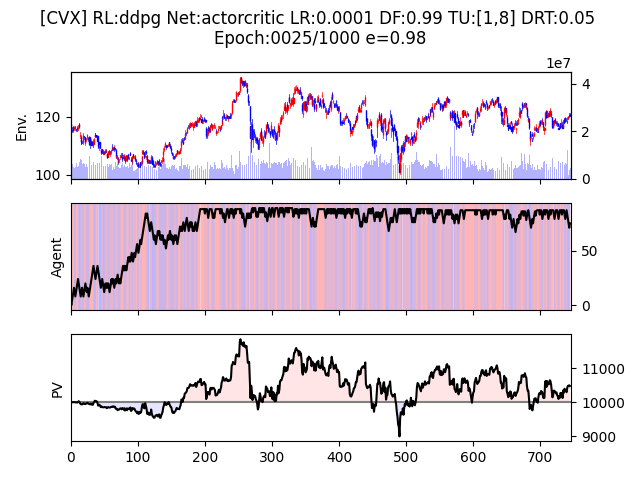 [CVX] RL:ddpg Net:actorcritic LR:0.0001 DF:0.99 TU:[1,8] DRT:0.05
Epoch:0025/1000 e=0.98
1e7
Env.
120
100
4
2
0
Agent
50
0
PV
11000
10000
9000
0 100 200 300 400 500 600 700